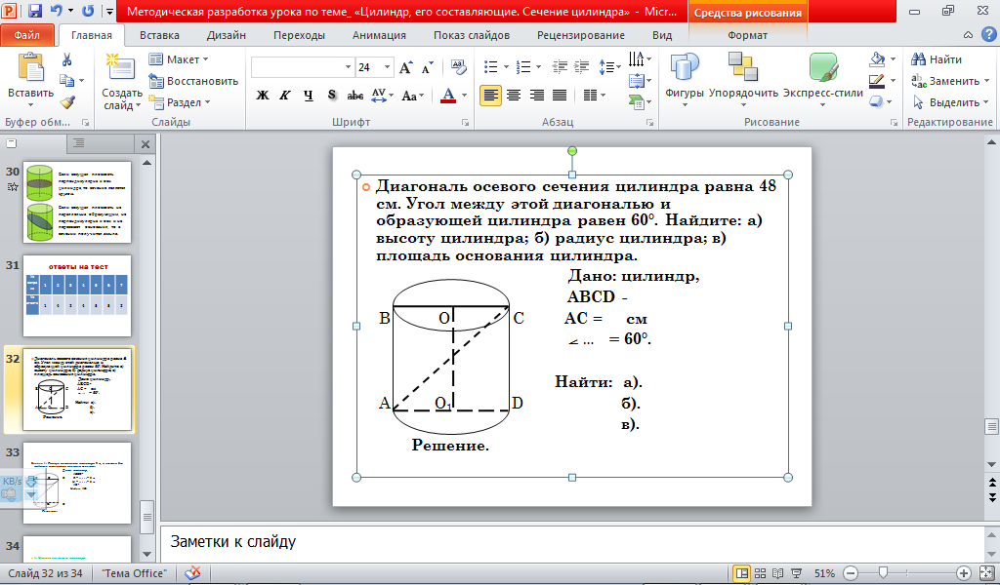 Методическая разработка урока по теме_ «Цилиндр, его составляющие. Сечение цилиндра» - Micr...
Средства рисования
Файл Главная Вставка Дизайн Переходы Анимация Показ слайдов Рецензирование Вид Формат
Вставить
Создать слайд
Макет
Восстановить
Раздел
24
Ж К Ч S abc AV Aa А
Фигуры Упорядочить Экспресс-стили
Найти
Заменить
Выделить
Буфер обм... Слайды Шрифт Абзац Рисование Редактирование
30
31
ответы на тест
32
33
34
KB/s
Диагональ осевого сечения цилиндра равна 48
см. Угол между этой диагональю и
образующей цилиндра равен 60°. Найдите: а)
высоту цилиндра; б) радиус цилиндра; в)
площадь основания цилиндра.
Дано: цилиндр,
ABCD -
AC = см
∠ ... = 60°.
Найти: а).
б).
в).
B O C
A O₁ D
Решение.
Заметки к слайду
Слайд 32 из 34 "Тема Office" 51%